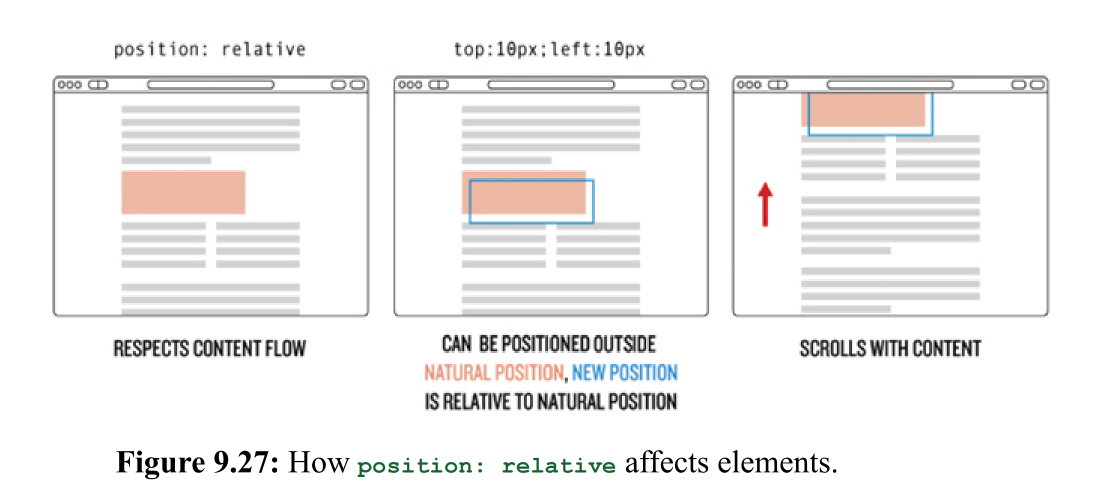 position: relative
top:10px;left:10px
RESPECTS CONTENT FLOW
CAN BE POSITIONED OUTSIDE
NATURAL POSITION, NEW POSITION
IS RELATIVE TO NATURAL POSITION
SCROLLS WITH CONTENT
Figure 9.27: How position: relative affects elements.